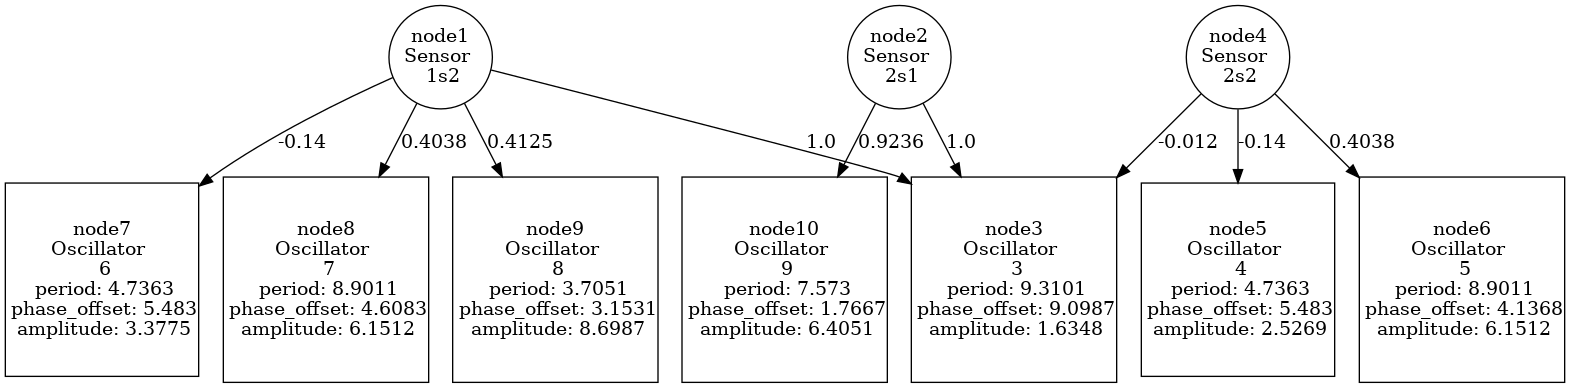 node1
Sensor
1s2
node2
Sensor
2s1
node4
Sensor
2s2
-0.14
0.4038
0.4125
1.0
0.9236
1.0
-0.012
-0.14
0.4038
node7
Oscillator
6
period: 4.7363
phase_offset: 5.483
amplitude: 3.3775
node8
Oscillator
7
period: 8.9011
phase_offset: 4.6083
amplitude: 6.1512
node9
Oscillator
8
period: 3.7051
phase_offset: 3.1531
amplitude: 8.6987
node10
Oscillator
9
period: 7.573
phase_offset: 1.7667
amplitude: 6.4051
node3
Oscillator
3
period: 9.3101
phase_offset: 9.0987
amplitude: 1.6348
node5
Oscillator
4
period: 4.7363
phase_offset: 5.483
amplitude: 2.5269
node6
Oscillator
5
period: 8.9011
phase_offset: 4.1368
amplitude: 6.1512